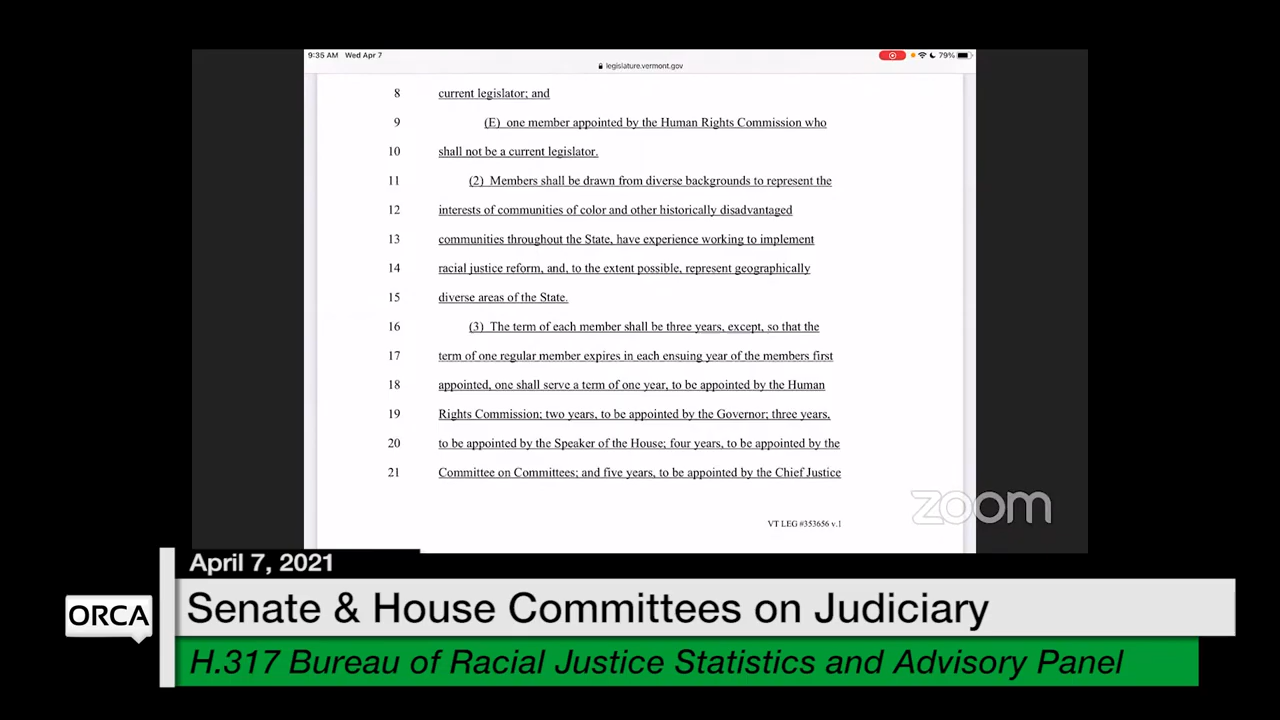 9:35 AM Wed Apr 7
79%
legislature.vermont.gov
8 current legislator; and
9 (E) one member appointed by the Human Rights Commission who
10 shall not be a current legislator.
11 (2) Members shall be drawn from diverse backgrounds to represent the
12 interests of communities of color and other historically disadvantaged
13 communities throughout the State, have experience working to implement
14 racial justice reform, and, to the extent possible, represent geographically
15 diverse areas of the State.
16 (3) The term of each member shall be three years, except, so that the
17 term of one regular member expires in each ensuing year of the members first
18 appointed, one shall serve a term of one year, to be appointed by the Human
19 Rights Commission; two years, to be appointed by the Governor; three years,
20 to be appointed by the Speaker of the House; four years, to be appointed by the
21 Committee on Committees; and five years, to be appointed by the Chief Justice
VT LEG #353656 v.1
zoom
April 7, 2021
ORCA
Senate & House Committees on Judiciary
H.317 Bureau of Racial Justice Statistics and Advisory Panel